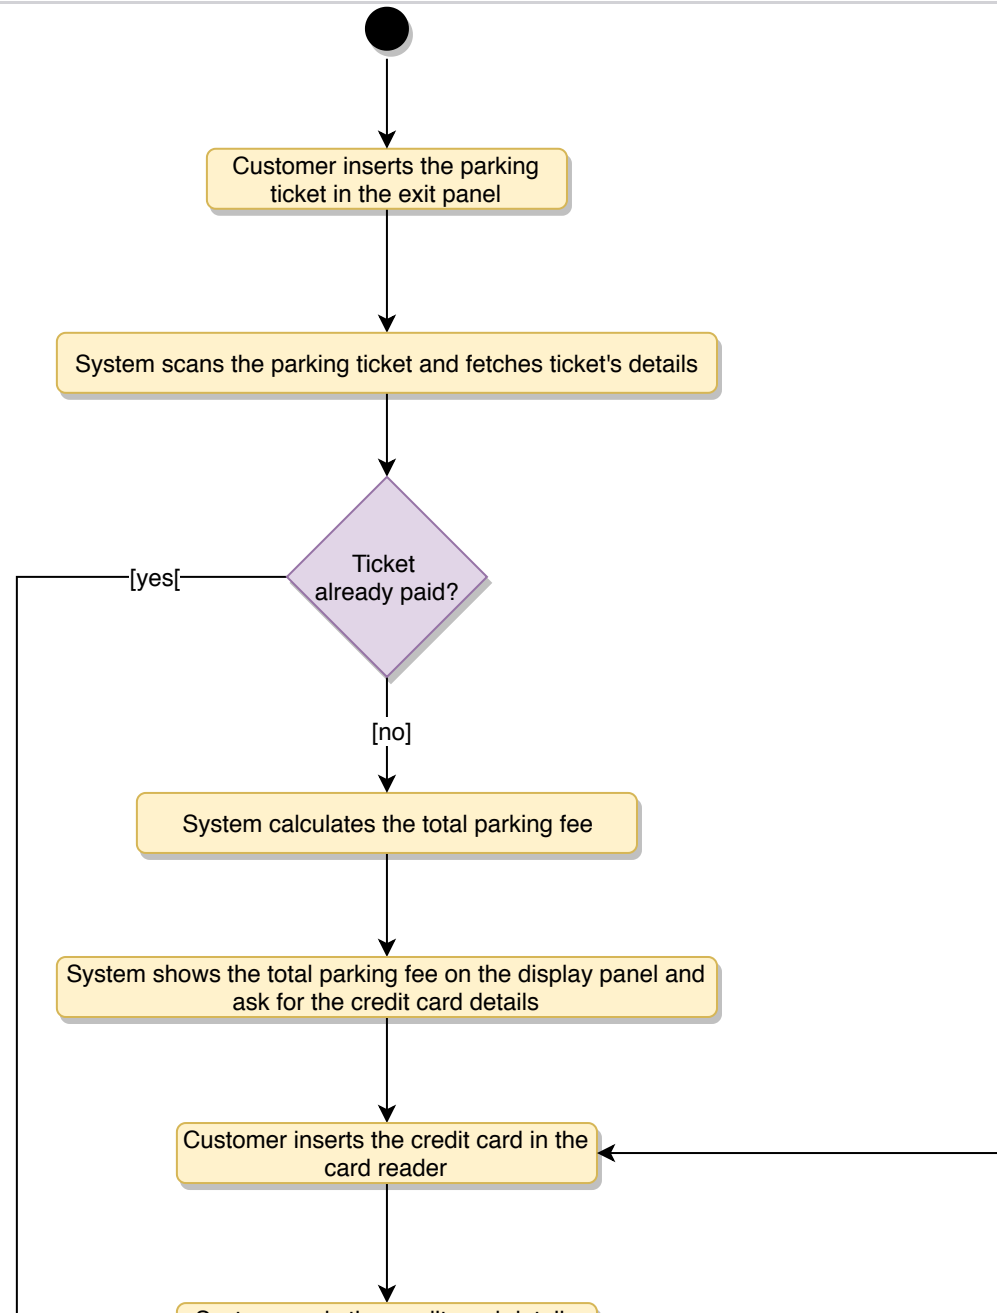 Customer inserts the parking
ticket in the exit panel
System scans the parking ticket and fetches ticket's details
Ticket
already paid?
[yes[
[no]
System calculates the total parking fee
System shows the total parking fee on the display panel and
ask for the credit card details
Customer inserts the credit card in the
card reader